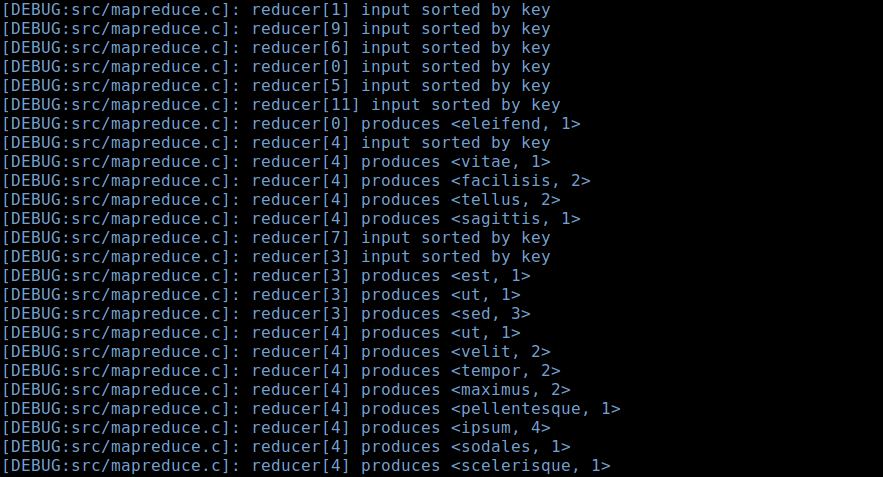 [DEBUG:src/mapreduce.c]: reducer[1] input sorted by key
[DEBUG:src/mapreduce.c]: reducer[9] input sorted by key
[DEBUG:src/mapreduce.c]: reducer[6] input sorted by key
[DEBUG:src/mapreduce.c]: reducer[0] input sorted by key
[DEBUG:src/mapreduce.c]: reducer[5] input sorted by key
[DEBUG:src/mapreduce.c]: reducer[11] input sorted by key
[DEBUG:src/mapreduce.c]: reducer[0] produces <eleifend, 1>
[DEBUG:src/mapreduce.c]: reducer[4] input sorted by key
[DEBUG:src/mapreduce.c]: reducer[4] produces <vitae, 1>
[DEBUG:src/mapreduce.c]: reducer[4] produces <facilisis, 2>
[DEBUG:src/mapreduce.c]: reducer[4] produces <tellus, 2>
[DEBUG:src/mapreduce.c]: reducer[4] produces <sagittis, 1>
[DEBUG:src/mapreduce.c]: reducer[7] input sorted by key
[DEBUG:src/mapreduce.c]: reducer[3] input sorted by key
[DEBUG:src/mapreduce.c]: reducer[3] produces <est, 1>
[DEBUG:src/mapreduce.c]: reducer[3] produces <ut, 1>
[DEBUG:src/mapreduce.c]: reducer[3] produces <sed, 3>
[DEBUG:src/mapreduce.c]: reducer[4] produces <ut, 1>
[DEBUG:src/mapreduce.c]: reducer[4] produces <velit, 2>
[DEBUG:src/mapreduce.c]: reducer[4] produces <tempor, 2>
[DEBUG:src/mapreduce.c]: reducer[4] produces <maximus, 2>
[DEBUG:src/mapreduce.c]: reducer[4] produces <pellentesque, 1>
[DEBUG:src/mapreduce.c]: reducer[4] produces <ipsum, 4>
[DEBUG:src/mapreduce.c]: reducer[4] produces <sodales, 1>
[DEBUG:src/mapreduce.c]: reducer[4] produces <scelerisque, 1>